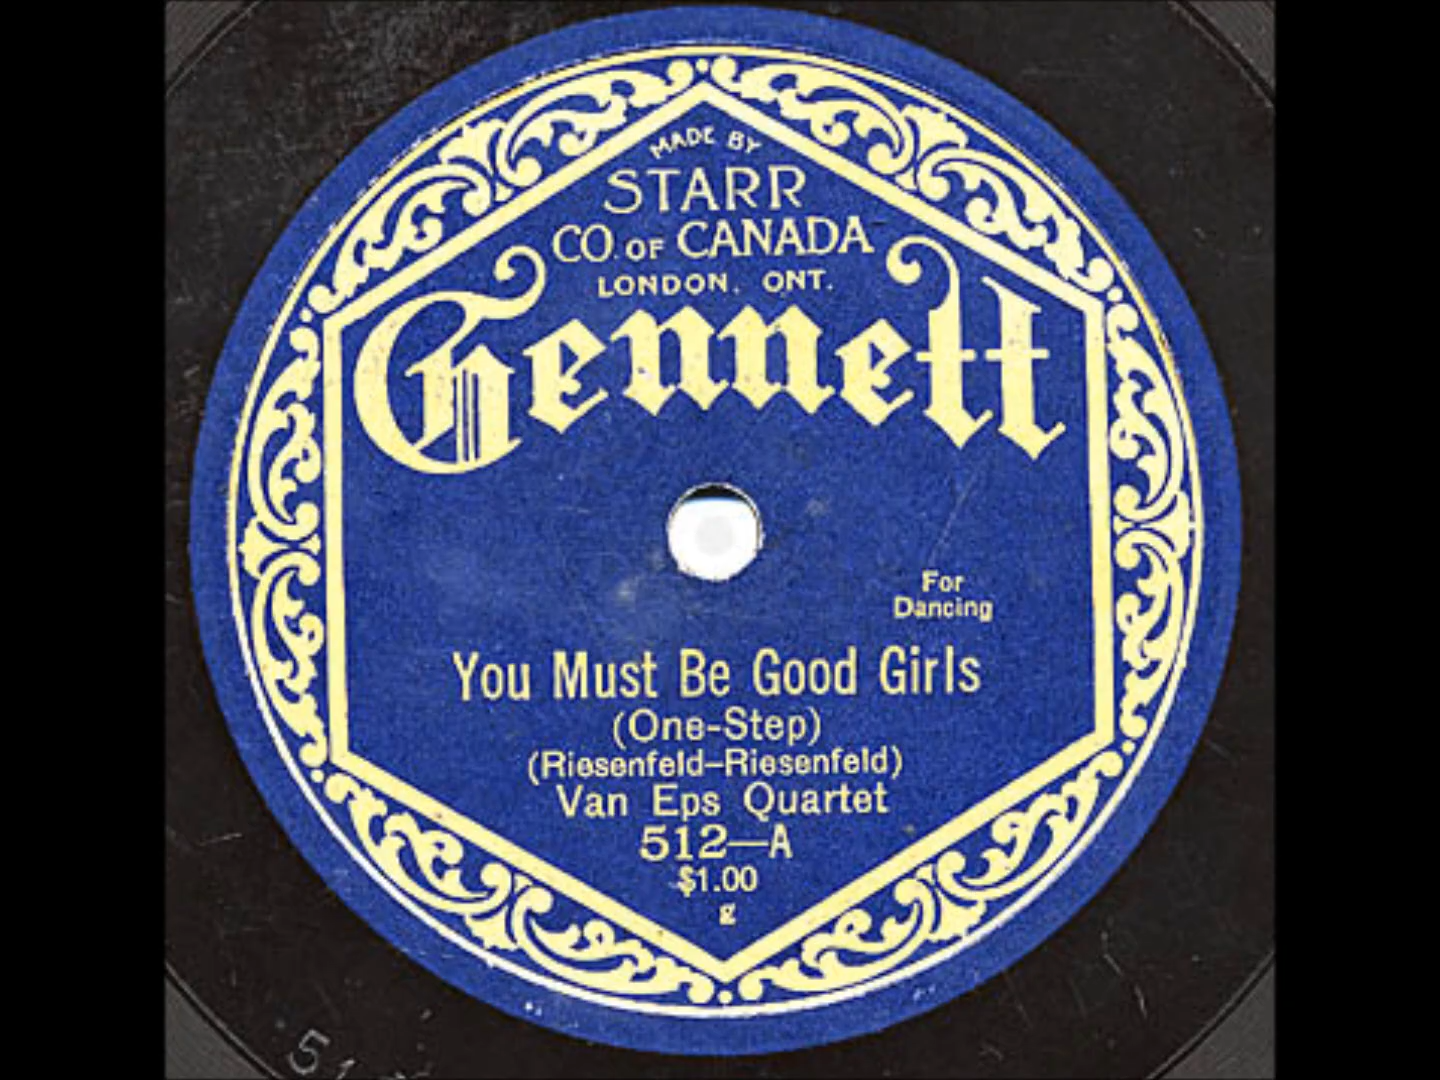 MADE BY
STARR
CO. OF CANADA
LONDON, ONT.
Gennett
For
Dancing
You Must Be Good Girls
(One-Step)
(Riesenfeld–Riesenfeld)
Van Eps Quartet
512—A
$1.00
g